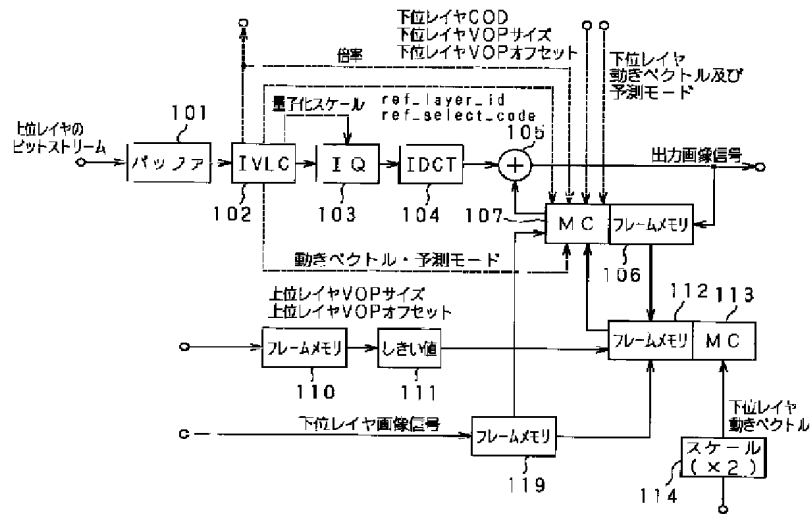 下位レイヤCOD
下位レイヤVOPサイズ
下位レイヤVOPオフセット
倍率
下位レイヤ
動きベクトル及び
予測モード
量子化スケール
ref_layer_id
ref_select_code
上位レイヤの
ビットストリーム
101
105
バッファ
IVLC
IQ
IDCT
+
出力画像信号
102
103
104
107
MC
フレームメモリ
106
動きベクトル・予測モード
上位レイヤVOPサイズ
上位レイヤVOPオフセット
112
113
フレームメモリ
しきい値
フレームメモリ
MC
110
111
下位レイヤ画像信号
フレームメモリ
119
下位レイヤ
動きベクトル
スケール
(×2)
114